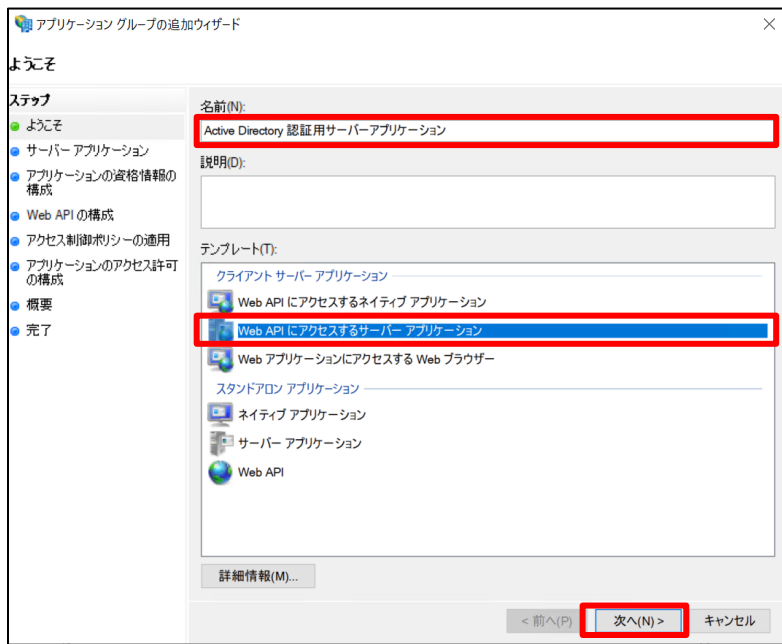 アプリケーション グループの追加ウィザード
ようこそ
ステップ
ようこそ
サーバー アプリケーション
アプリケーションの資格情報の
構成
Web API の構成
アクセス制御ポリシーの適用
アプリケーションのアクセス許可
の構成
概要
完了
名前(N):
Active Directory 認証用サーバーアプリケーション
説明(D):
テンプレート(T):
クライアント サーバー アプリケーション
Web API にアクセスするネイティブ アプリケーション
Web API にアクセスするサーバー アプリケーション
Web アプリケーションにアクセスする Web ブラウザー
スタンドアロン アプリケーション
ネイティブ アプリケーション
サーバー アプリケーション
Web API
詳細情報(M)...
< 前へ(P)
次へ(N) >
キャンセル